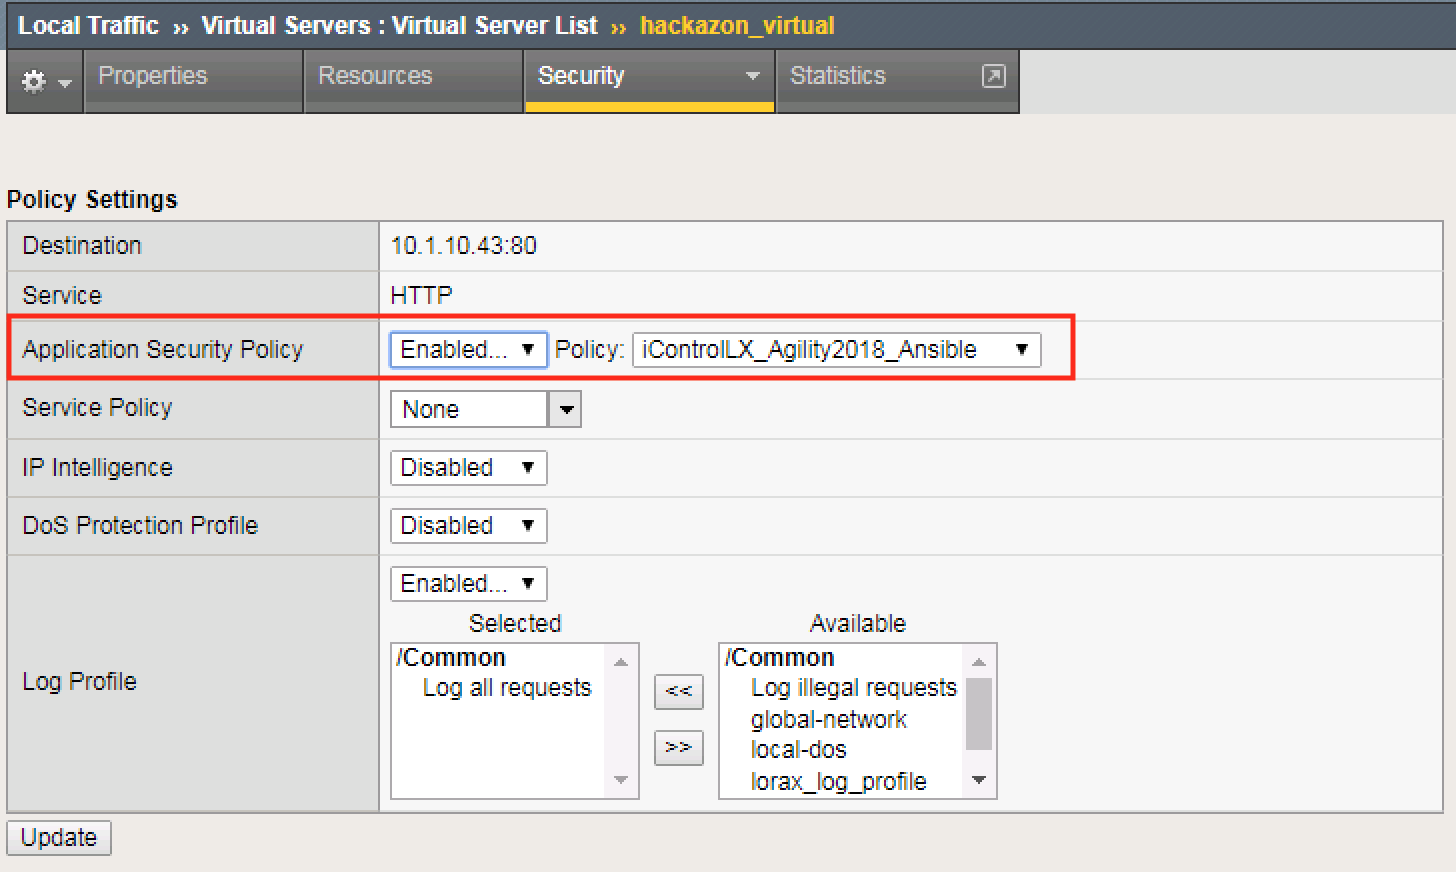 Local Traffic ›› Virtual Servers : Virtual Server List ›› hackazon_virtual
Properties Resources Security Statistics
Policy Settings
Destination 10.1.10.43:80
Service HTTP
Application Security Policy Enabled... Policy: iControlLX_Agility2018_Ansible
Service Policy None
IP Intelligence Disabled
DoS Protection Profile Disabled
Log Profile Enabled...
Selected Available
/Common /Common
Log all requests Log illegal requests
<< global-network
>> local-dos
lorax_log_profile
Update